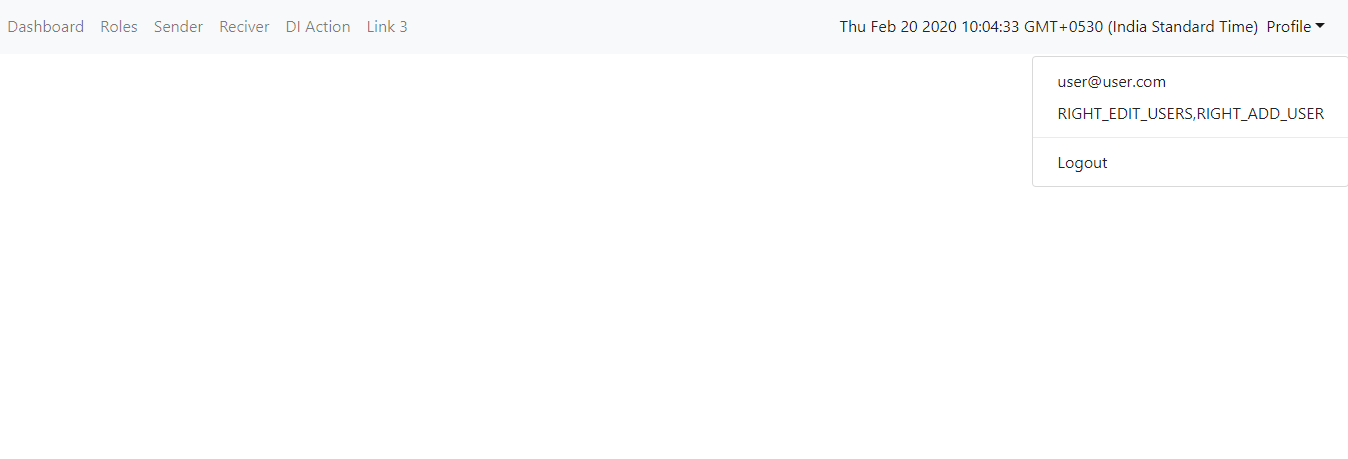 Dashboard Roles Sender Reciver DI Action Link 3 Thu Feb 20 2020 10:04:33 GMT+0530 (India Standard Time) Profile
user@user.com
RIGHT_EDIT_USERS,RIGHT_ADD_USER
Logout